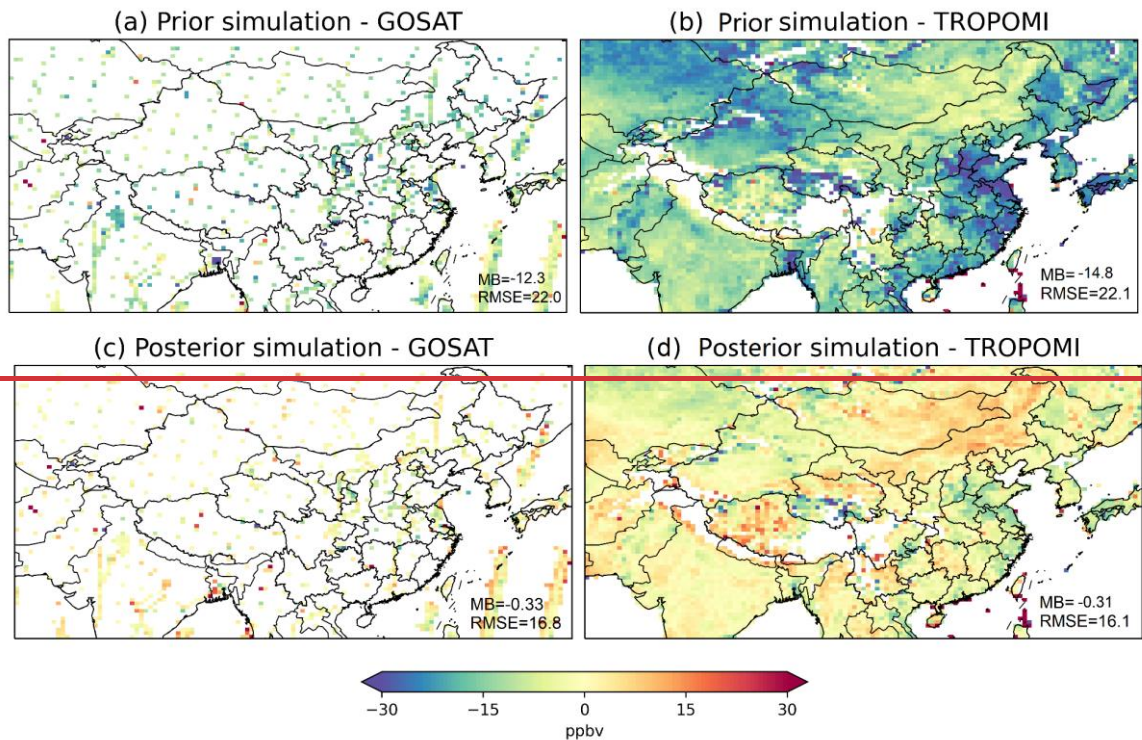 (a) Prior simulation - GOSAT
(b) Prior simulation - TROPOMI
MB=-12.3
RMSE=22.0
MB= -14.8
RMSE=22.1
(c) Posterior simulation - GOSAT
(d) Posterior simulation - TROPOMI
MB=-0.33
RMSE=16.8
MB= -0.31
RMSE=16.1
−30 −15 0 15 30
ppbv